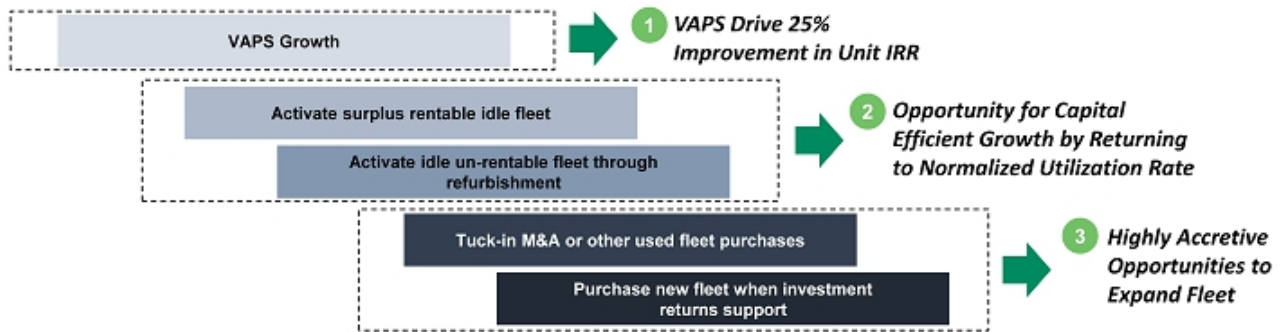 VAPS Growth
1
VAPS Drive 25%
Improvement in Unit IRR
Activate surplus rentable idle fleet
Activate idle un-rentable fleet through
refurbishment
2
Opportunity for Capital
Efficient Growth by Returning
to Normalized Utilization Rate
Tuck-in M&A or other used fleet purchases
Purchase new fleet when investment
returns support
3
Highly Accretive
Opportunities to
Expand Fleet